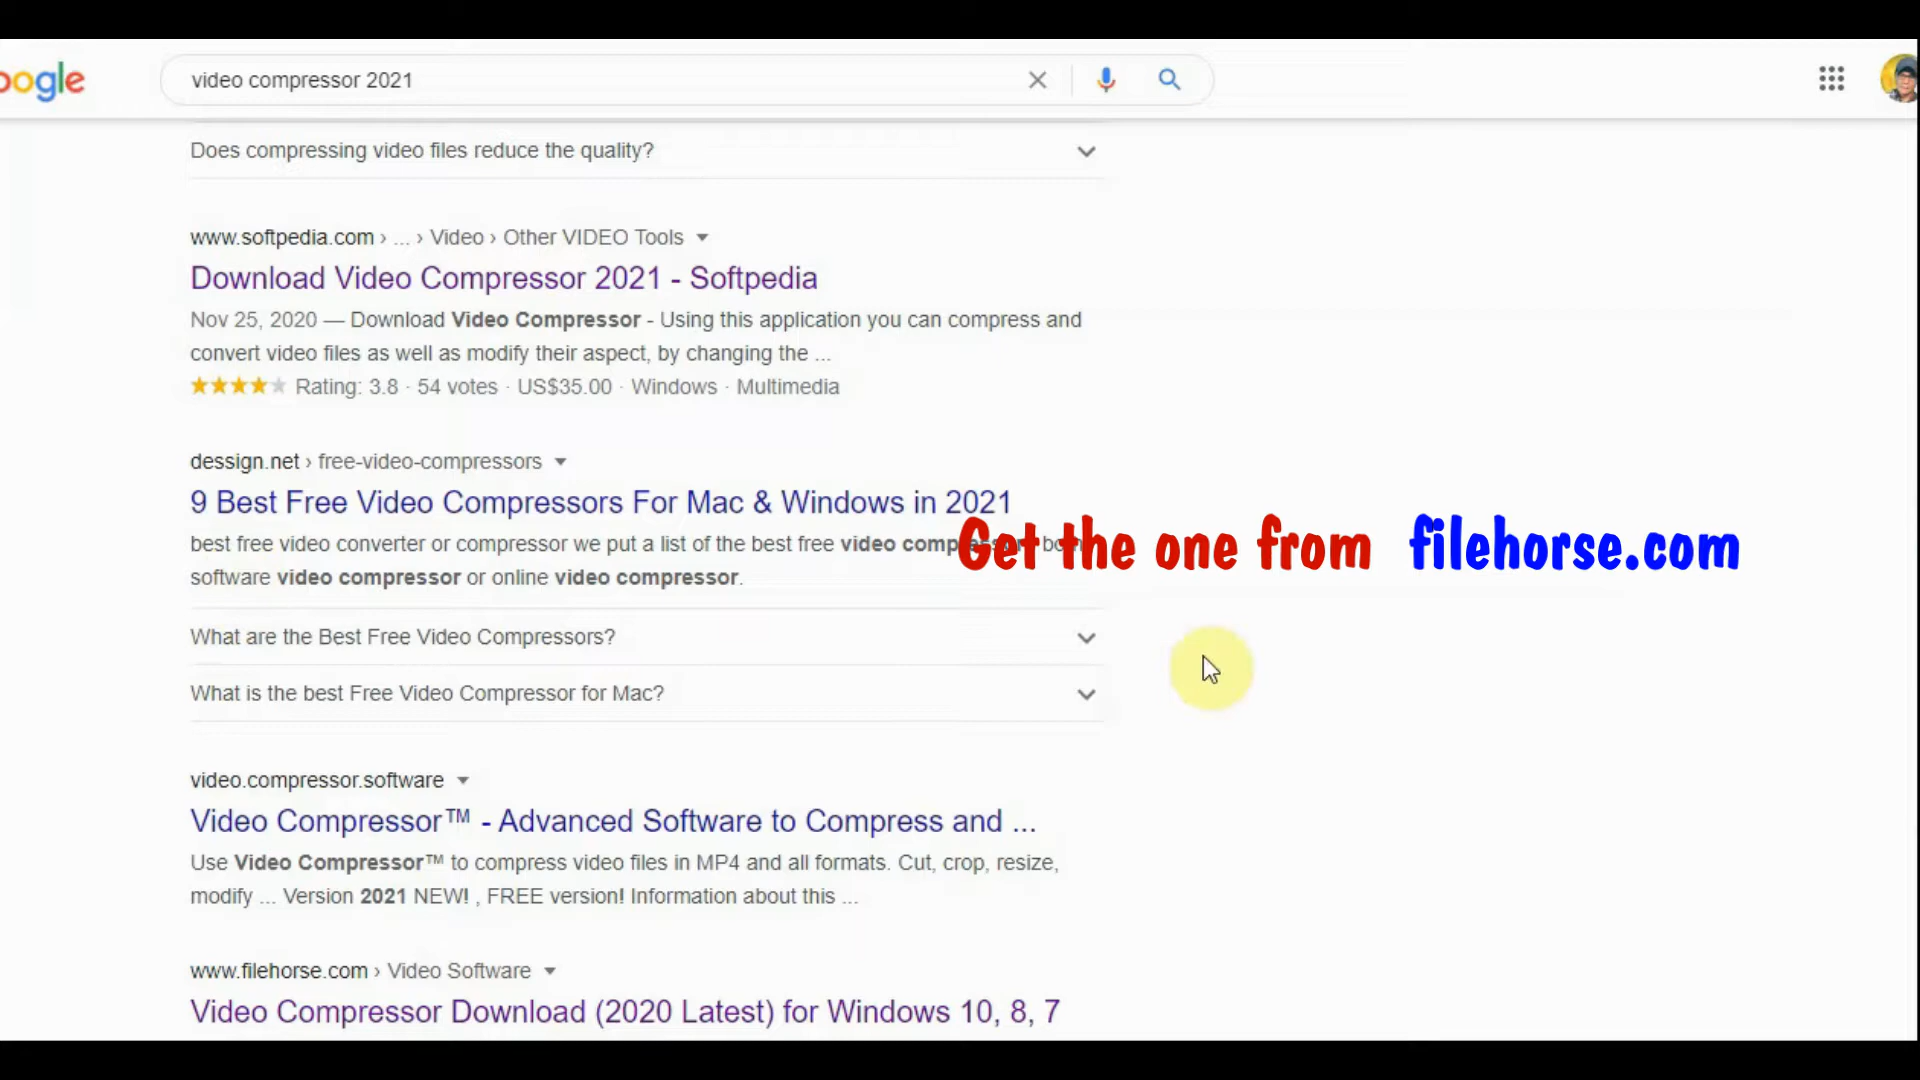 oogle
video compressor 2021
Does compressing video files reduce the quality?
www.softpedia.com › ... › Video › Other VIDEO Tools
Download Video Compressor 2021 - Softpedia
Nov 25, 2020 — Download Video Compressor - Using this application you can compress and
convert video files as well as modify their aspect, by changing the ...
Rating: 3.8 · 54 votes · US$35.00 · Windows · Multimedia
dessign.net › free-video-compressors
9 Best Free Video Compressors For Mac & Windows in 2021
best free video converter or compressor we put a list of the best free video
Get the one from filehorse.com
software video compressor or online video compressor.
What are the Best Free Video Compressors?
What is the best Free Video Compressor for Mac?
video.compressor.software
Video Compressor™ - Advanced Software to Compress and ...
Use Video Compressor™ to compress video files in MP4 and all formats. Cut, crop, resize,
modify ... Version 2021 NEW! , FREE version! Information about this ...
www.filehorse.com › Video Software
Video Compressor Download (2020 Latest) for Windows 10, 8, 7